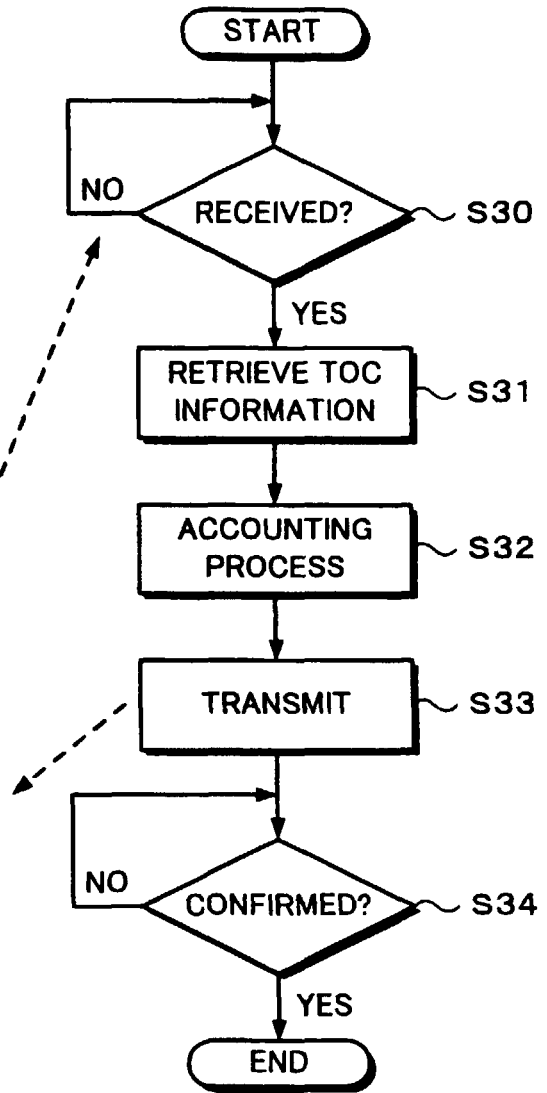 START
NO
RECEIVED?
S30
YES
RETRIEVE TOC
INFORMATION
S31
ACCOUNTING
PROCESS
S32
TRANSMIT
S33
NO
CONFIRMED?
S34
YES
END